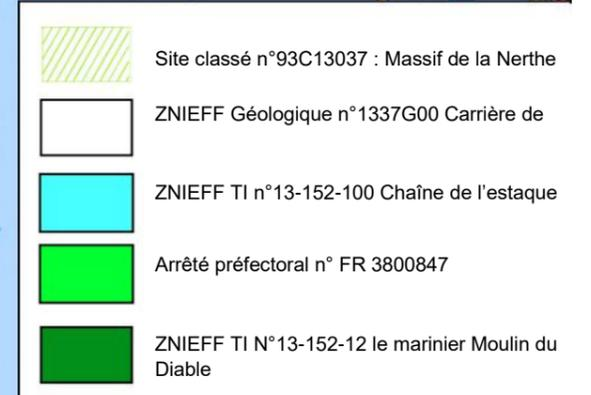 Site classé n°93C13037 : Massif de la Nerthe
ZNIEFF Géologique n°1337G00 Carrière de
ZNIEFF TI n°13-152-100 Chaîne de l'estaque
Arrêté préfectoral n° FR 3800847
ZNIEFF TI N°13-152-12 le marinier Moulin du
Diable